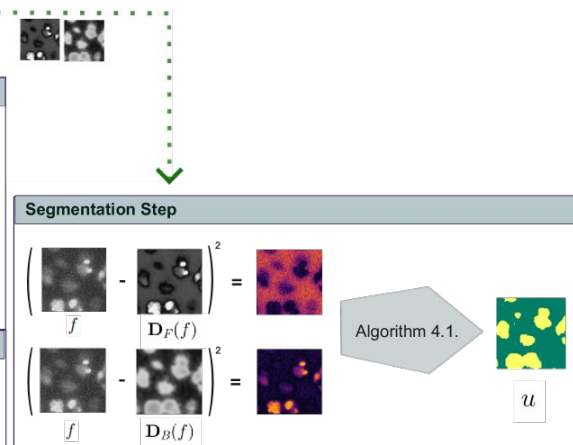 Segmentation Step
( f - D_F(f) )² =
Algorithm 4.1.
( f - D_B(f) )² =
u